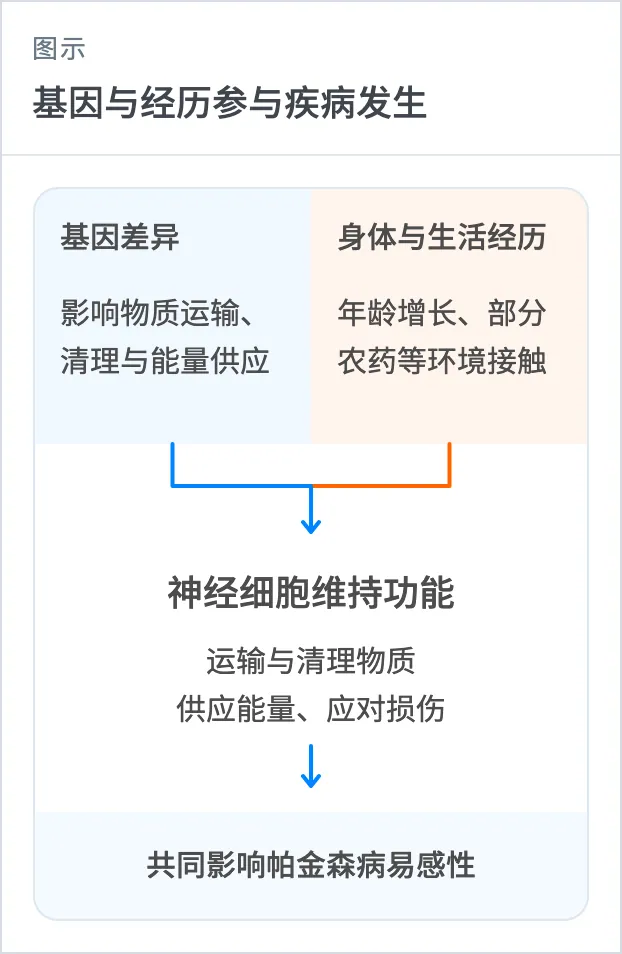 图示
基因与经历参与疾病发生
基因差异
影响物质运输、
清理与能量供应
身体与生活经历
年龄增长、部分
农药等环境接触
神经细胞维持功能
运输与清理物质
供应能量、应对损伤
共同影响帕金森病易感性